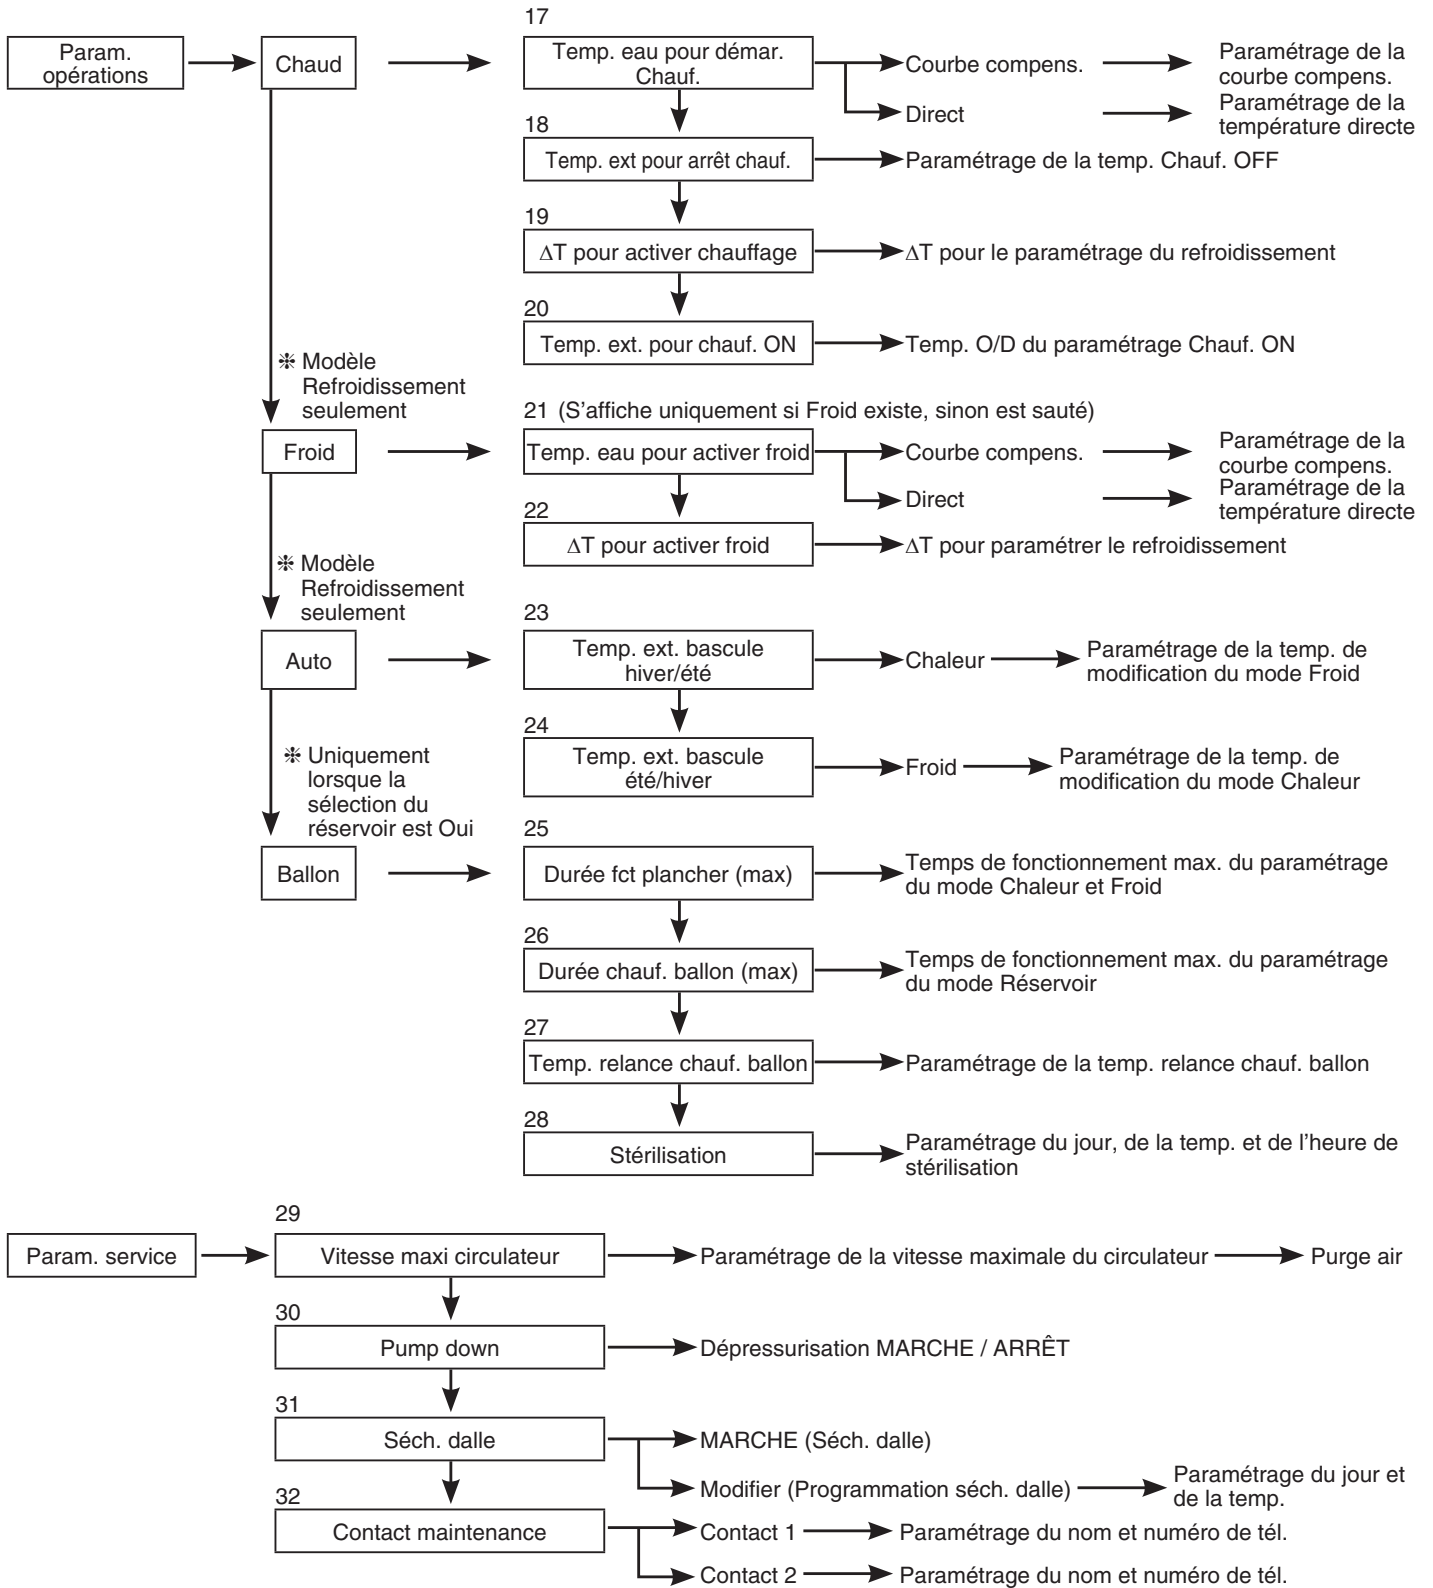 17
Param.
opérations
Chaud
Temp. eau pour démar.
Chauf.
Courbe compens.
Paramétrage de la
courbe compens.
Direct
Paramétrage de la
température directe
18
Temp. ext pour arrêt chauf.
Paramétrage de la temp. Chauf. OFF
19
ΔT pour activer chauffage
ΔT pour le paramétrage du refroidissement
20
Temp. ext. pour chauf. ON
Temp. O/D du paramétrage Chauf. ON
❉ Modèle
Refroidissement
seulement
21 (S'affiche uniquement si Froid existe, sinon est sauté)
Froid
Temp. eau pour activer froid
Courbe compens.
Paramétrage de la
courbe compens.
Direct
Paramétrage de la
température directe
22
ΔT pour activer froid
ΔT pour paramétrer le refroidissement
❉ Modèle
Refroidissement
seulement
23
Auto
Temp. ext. bascule
hiver/été
Chaleur
Paramétrage de la temp. de
modification du mode Froid
24
Temp. ext. bascule
été/hiver
Froid
Paramétrage de la temp. de
modification du mode Chaleur
❉ Uniquement
lorsque la
sélection du
réservoir est Oui
25
Ballon
Durée fct plancher (max)
Temps de fonctionnement max. du paramétrage
du mode Chaleur et Froid
26
Durée chauf. ballon (max)
Temps de fonctionnement max. du paramétrage
du mode Réservoir
27
Temp. relance chauf. ballon
Paramétrage de la temp. relance chauf. ballon
28
Stérilisation
Paramétrage du jour, de la temp. et de l'heure de
stérilisation
29
Param. service
Vitesse maxi circulateur
Paramétrage de la vitesse maximale du circulateur
Purge air
30
Pump down
Dépressurisation MARCHE / ARRÊT
31
Séch. dalle
MARCHE (Séch. dalle)
Modifier (Programmation séch. dalle)
Paramétrage du jour et
de la temp.
32
Contact maintenance
Contact 1
Paramétrage du nom et numéro de tél.
Contact 2
Paramétrage du nom et numéro de tél.